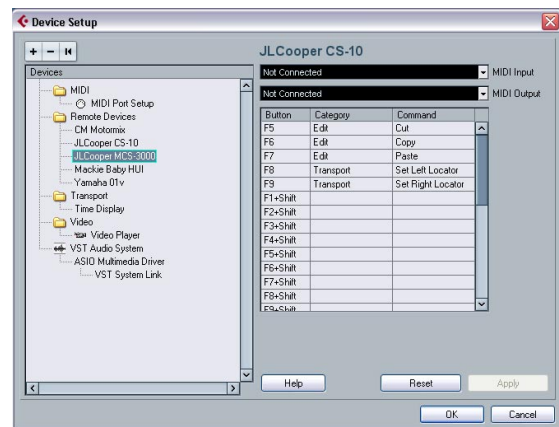 Device Setup
JLCooper CS-10
Devices
MIDI
MIDI Port Setup
Remote Devices
CM Motormix
JLCooper CS-10
JLCooper MCS-3000
Mackie Baby HUI
Yamaha 01v
Transport
Time Display
Video
Video Player
VST Audio System
ASIO Multimedia Driver
VST System Link
Not Connected MIDI Input
Not Connected MIDI Output
Button Category Command
F5 Edit Cut
F6 Edit Copy
F7 Edit Paste
F8 Transport Set Left Locator
F9 Transport Set Right Locator
F1+Shift
F2+Shift
F3+Shift
F4+Shift
F5+Shift
F6+Shift
F7+Shift
F8+Shift
F9+Shift
Help Reset Apply
OK Cancel